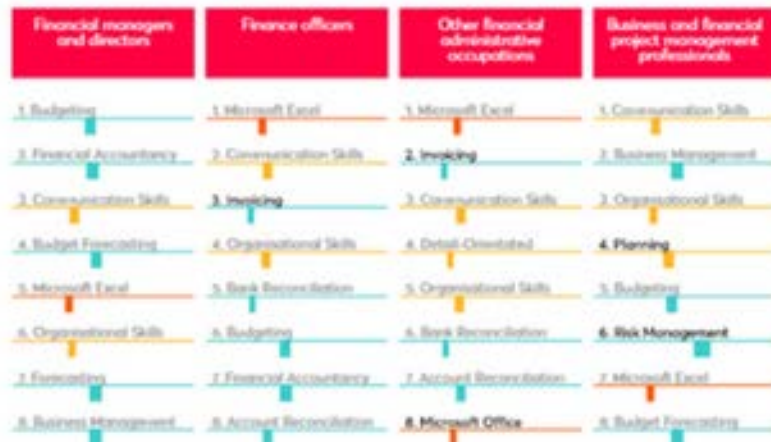 Financial managers
and directors
1. Budgeting
2. Financial Accountancy
3. Communication Skills
4. Budget Forecasting
5. Microsoft Excel
6. Organisational Skills
7. Forecasting
8. Business Management
Finance officers
1. Microsoft Excel
2. Communication Skills
3. Invoicing
4. Organisational Skills
5. Bank Reconciliation
6. Budgeting
7. Financial Accountancy
8. Account Reconciliation
Other financial
administrative
occupations
1. Microsoft Excel
2. Invoicing
3. Communication Skills
4. Detail-Orientated
5. Organisational Skills
6. Bank Reconciliation
7. Account Reconciliation
8. Microsoft Office
Business and financial
project management
professionals
1. Communication Skills
2. Business Management
3. Organisational Skills
4. Planning
5. Budgeting
6. Risk Management
7. Microsoft Excel
8. Budget Forecasting